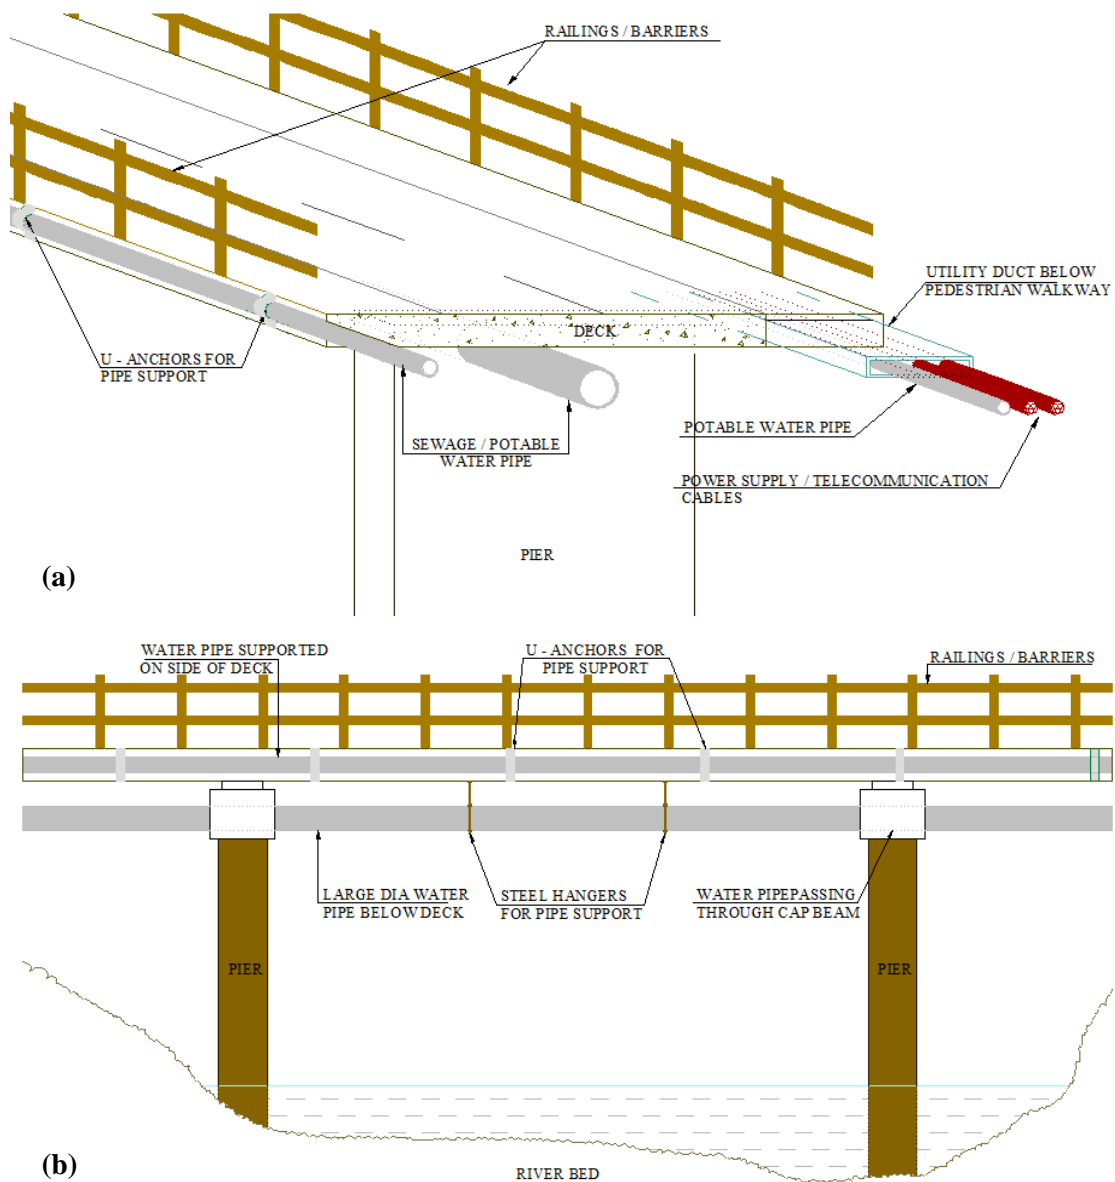 RAILINGS / BARRIERS
UTILITY DUCT BELOW
PEDESTRIAN WALKWAY
DECK
U - ANCHORS FOR
PIPE SUPPORT
POTABLE WATER PIPE
SEWAGE / POTABLE
WATER PIPE
POWER SUPPLY / TELECOMMUNICATION
CABLES
PIER
(a)
WATER PIPE SUPPORTED
ON SIDE OF DECK
U - ANCHORS FOR
PIPE SUPPORT
RAILINGS / BARRIERS
LARGE DIA WATER
PIPE BELOW DECK
STEEL HANGERS
FOR PIPE SUPPORT
WATER PIPEPASSING
THROUGH CAP BEAM
PIER
PIER
(b)
RIVER BED